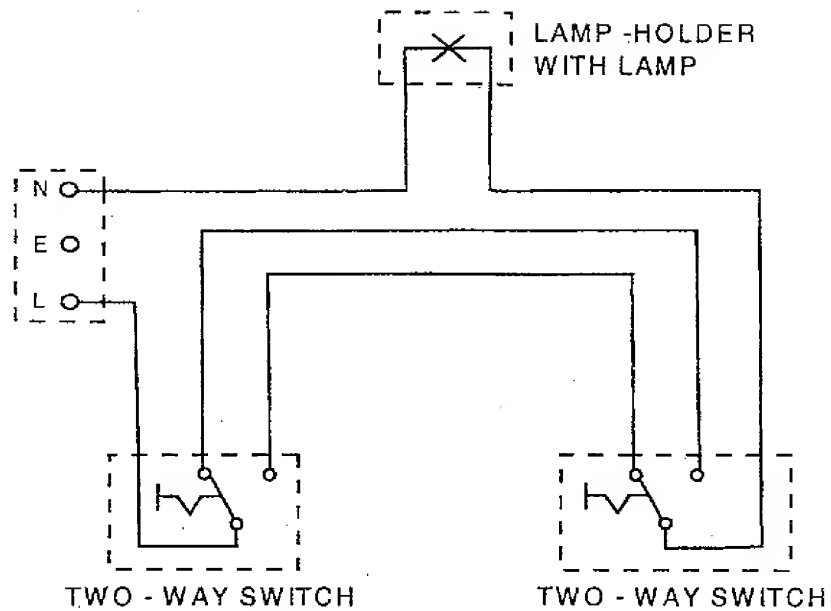 LAMP -HOLDER
WITH LAMP
N
E
L
TWO - WAY SWITCH
TWO - WAY SWITCH